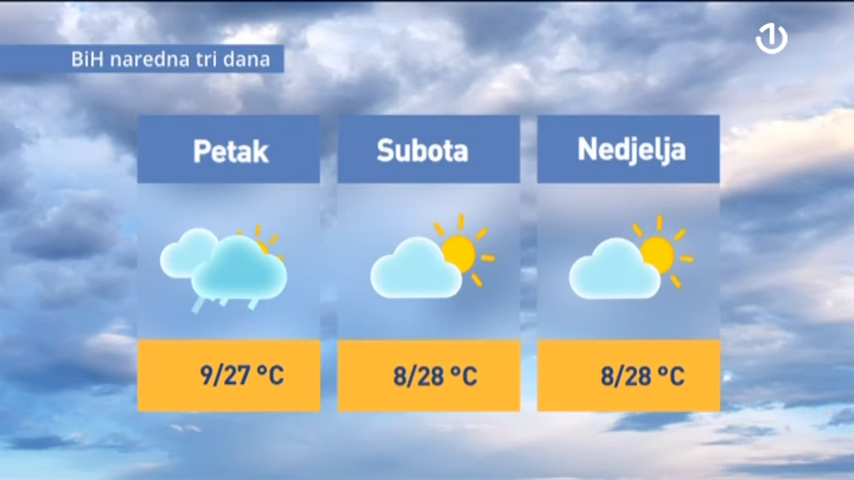 BiH naredna tri dana
Petak
Subota
Nedjelja
9/27 °C
8/28 °C
8/28 °C